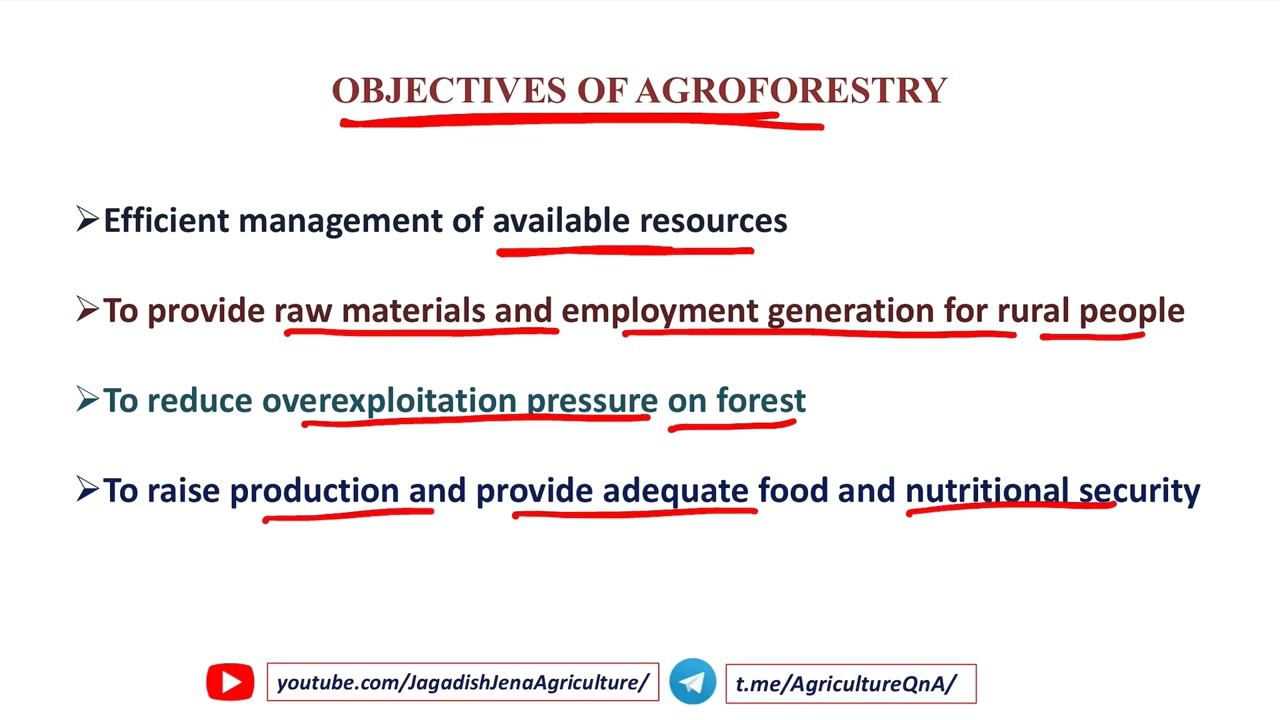 OBJECTIVES OF AGROFORESTRY
Efficient management of available resources
To provide raw materials and employment generation for rural people
To reduce overexploitation pressure on forest
To raise production and provide adequate food and nutritional security
youtube.com/JagadishJenaAgriculture/
t.me/AgricultureQnA/